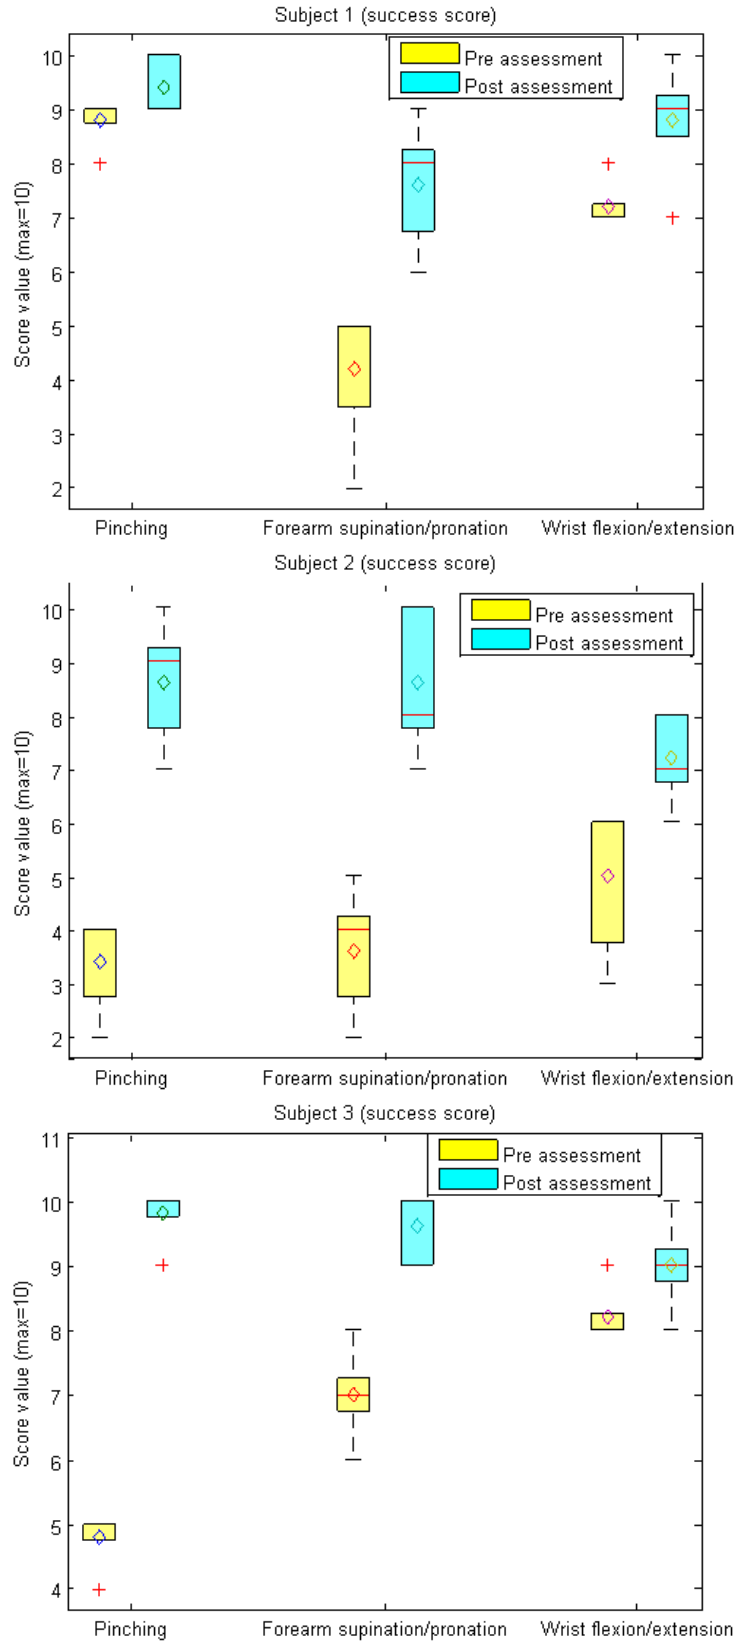 Subject 1 (success score)
Score value (max=10)
10
9
8
7
6
5
4
3
2
Pre assessment
Post assessment
Pinching
Forearm supination/pronation
Wrist flexion/extension
Subject 2 (success score)
Score value (max=10)
10
9
8
7
6
5
4
3
2
Pre assessment
Post assessment
Pinching
Forearm supination/pronation
Wrist flexion/extension
Subject 3 (success score)
Score value (max=10)
11
10
9
8
7
6
5
4
Pre assessment
Post assessment
Pinching
Forearm supination/pronation
Wrist flexion/extension